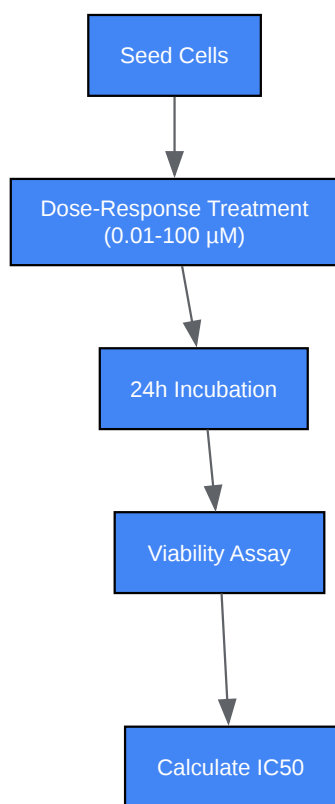 Seed Cells
Dose-Response Treatment
(0.01-100 µM)
24h Incubation
Viability Assay
Calculate IC50